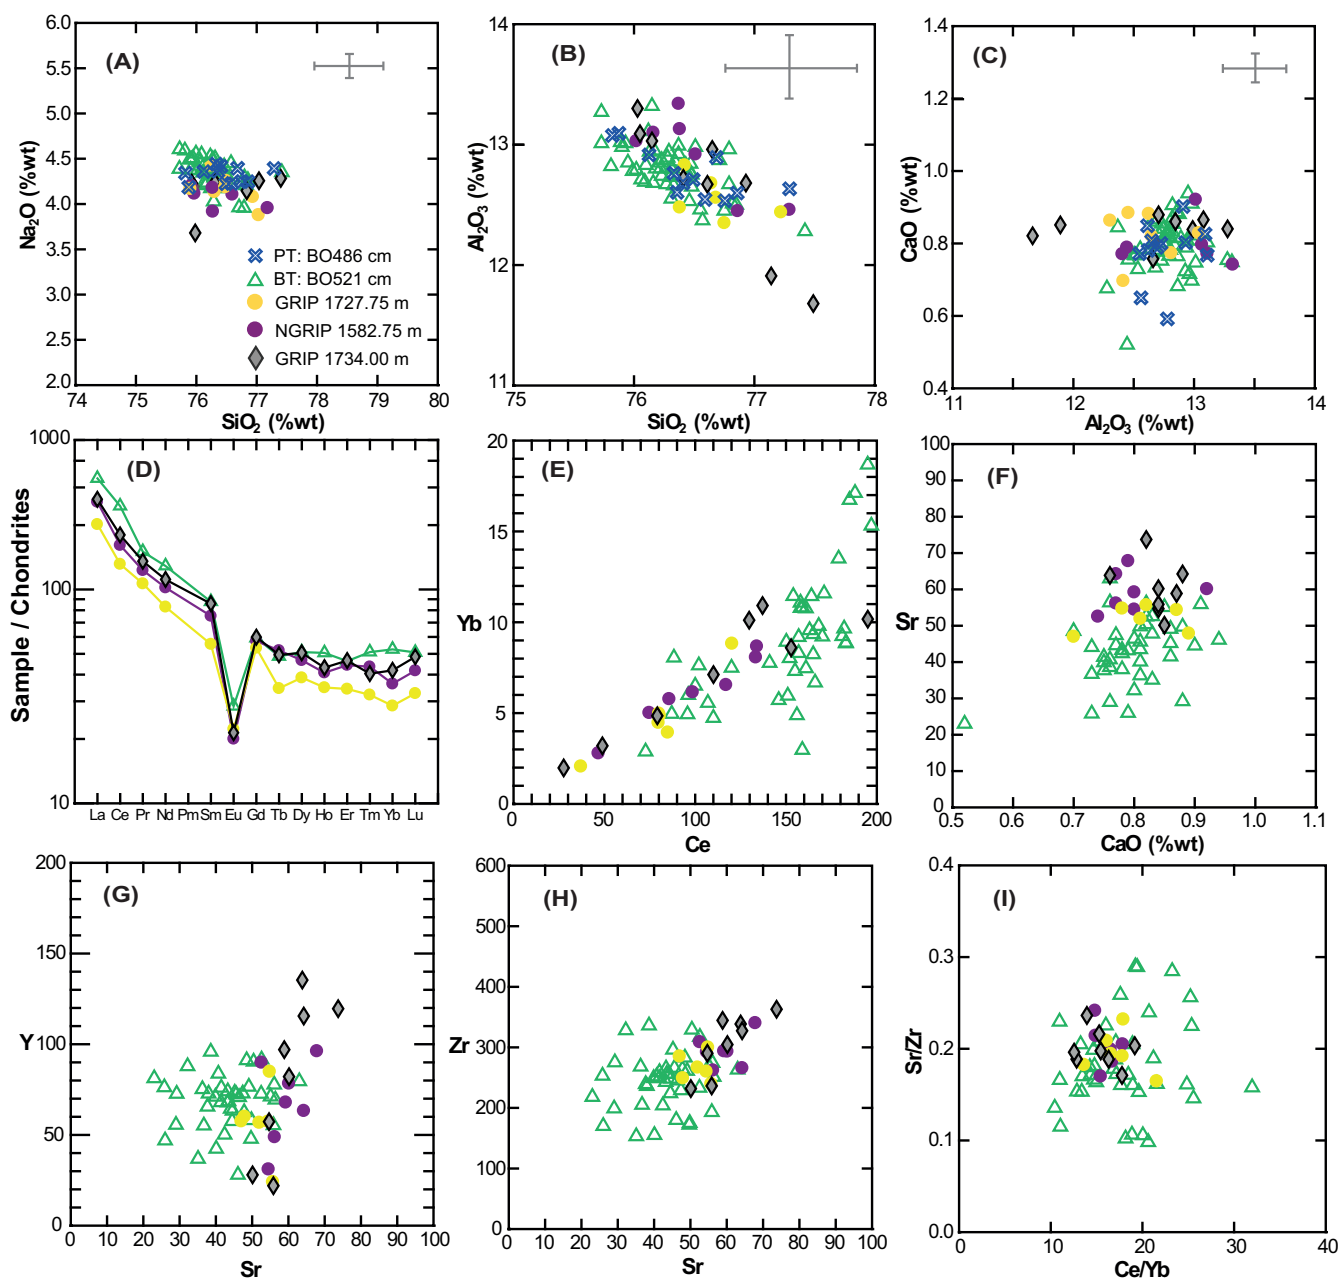 (A)
Na₂O (%wt)
6.0
5.5
5.0
4.5
4.0
3.5
3.0
2.5
2.0
74 75 76 77 78 79 80
SiO₂ (%wt)
PT: BO486 cm
BT: BO521 cm
GRIP 1727.75 m
NGRIP 1582.75 m
GRIP 1734.00 m
(B)
Al₂O₃ (%wt)
14
13
12
11
75 76 77 78
SiO₂ (%wt)
(C)
CaO (%wt)
1.4
1.2
1.0
0.8
0.6
0.4
11 12 13 14
Al₂O₃ (%wt)
(D)
Sample / Chondrites
1000
100
10
La Ce Pr Nd Pm Sm Eu Gd Tb Dy Ho Er Tm Yb Lu
(E)
Yb
20
15
10
5
0
0 50 100 150 200
Ce
(F)
Sr
100
90
80
70
60
50
40
30
20
10
0
0.5 0.6 0.7 0.8 0.9 1.0 1.1
CaO (%wt)
(G)
Y
200
150
100
50
0
0 10 20 30 40 50 60 70 80 90 100
Sr
(H)
Zr
600
500
400
300
200
100
0
0 10 20 30 40 50 60 70 80 90 100
Sr
(I)
Sr/Zr
0.4
0.3
0.2
0.1
0.0
0 10 20 30 40
Ce/Yb